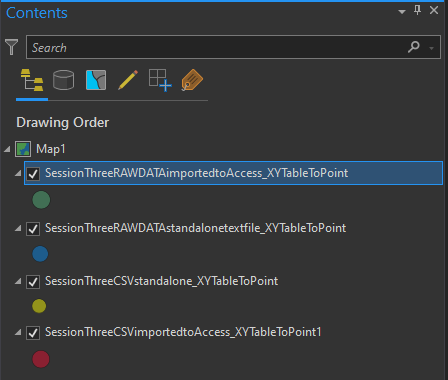 Contents
Search
Drawing Order
Map1
SessionThreeRAWDATAimportedtoAccess_XYTableToPoint
SessionThreeRAWDATAstandalonetextfile_XYTableToPoint
SessionThreeCSVstandalone_XYTableToPoint
SessionThreeCSVimportedtoAccess_XYTableToPoint1